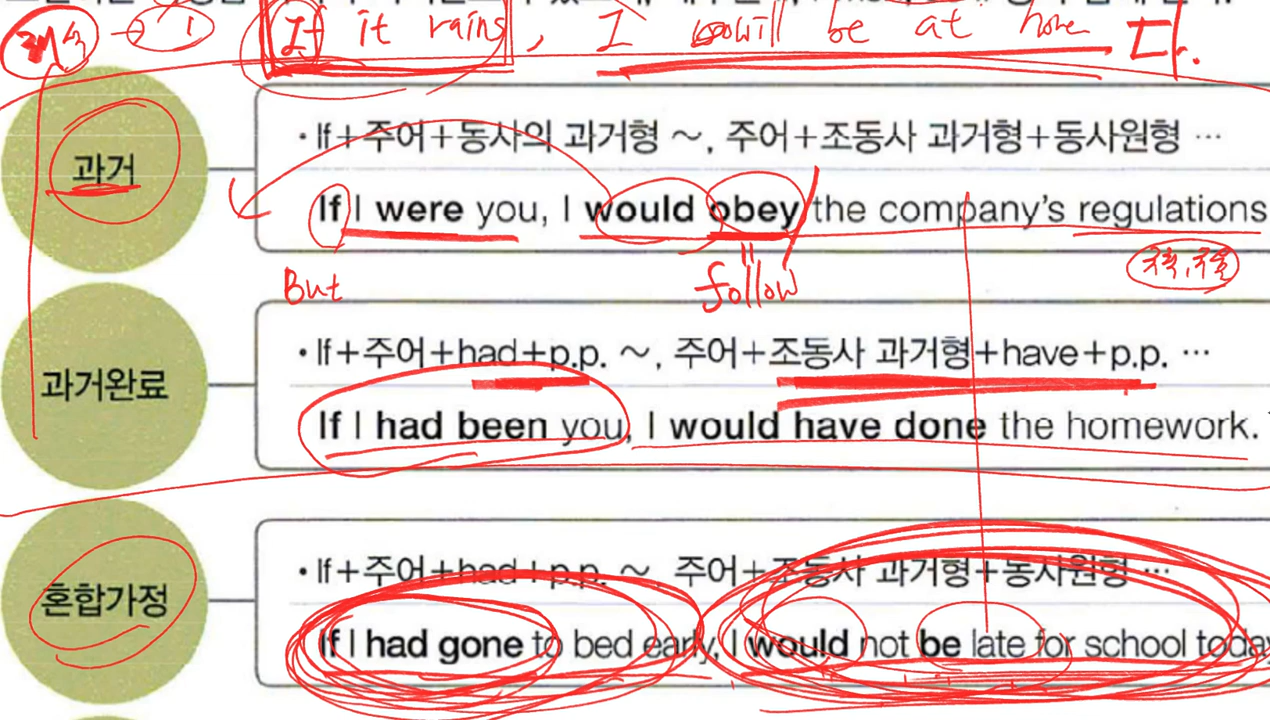 If it rains, I will be at home
과거
• If+주어+동사의 과거형 ~, 주어+조동사 과거형+동사원형 …
If I were you, I would obey the company's regulations
But
follow
과거완료
• If+주어+had+p.p. ~, 주어+조동사 과거형+have+p.p. …
If I had been you, I would have done the homework.
혼합가정
• If+주어+had+p.p. ~ 주어+조동사 과거형+동사원형 …
If I had gone to bed early, I would not be late for school today